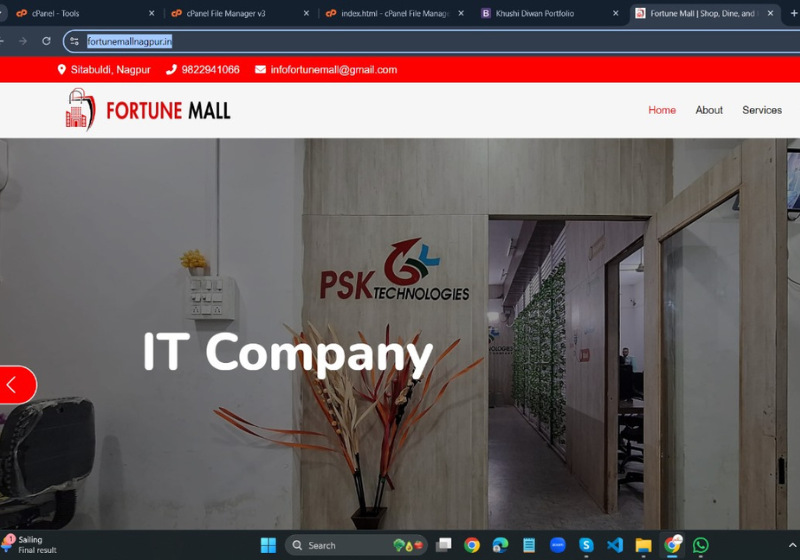 cPanel - Tools
cPanel File Manager v3
index.html - cPanel File Manag
Khushi Diwan Portfolio
Fortune Mall | Shop, Dine, and
fortunemallnagpur.in
Sitabuldi, Nagpur 9822941066 infofortunemall@gmail.com
FORTUNE MALL
Home About Services
PSK
TECHNOLOGIES
IT Company
1
Sailing
Final result
Search